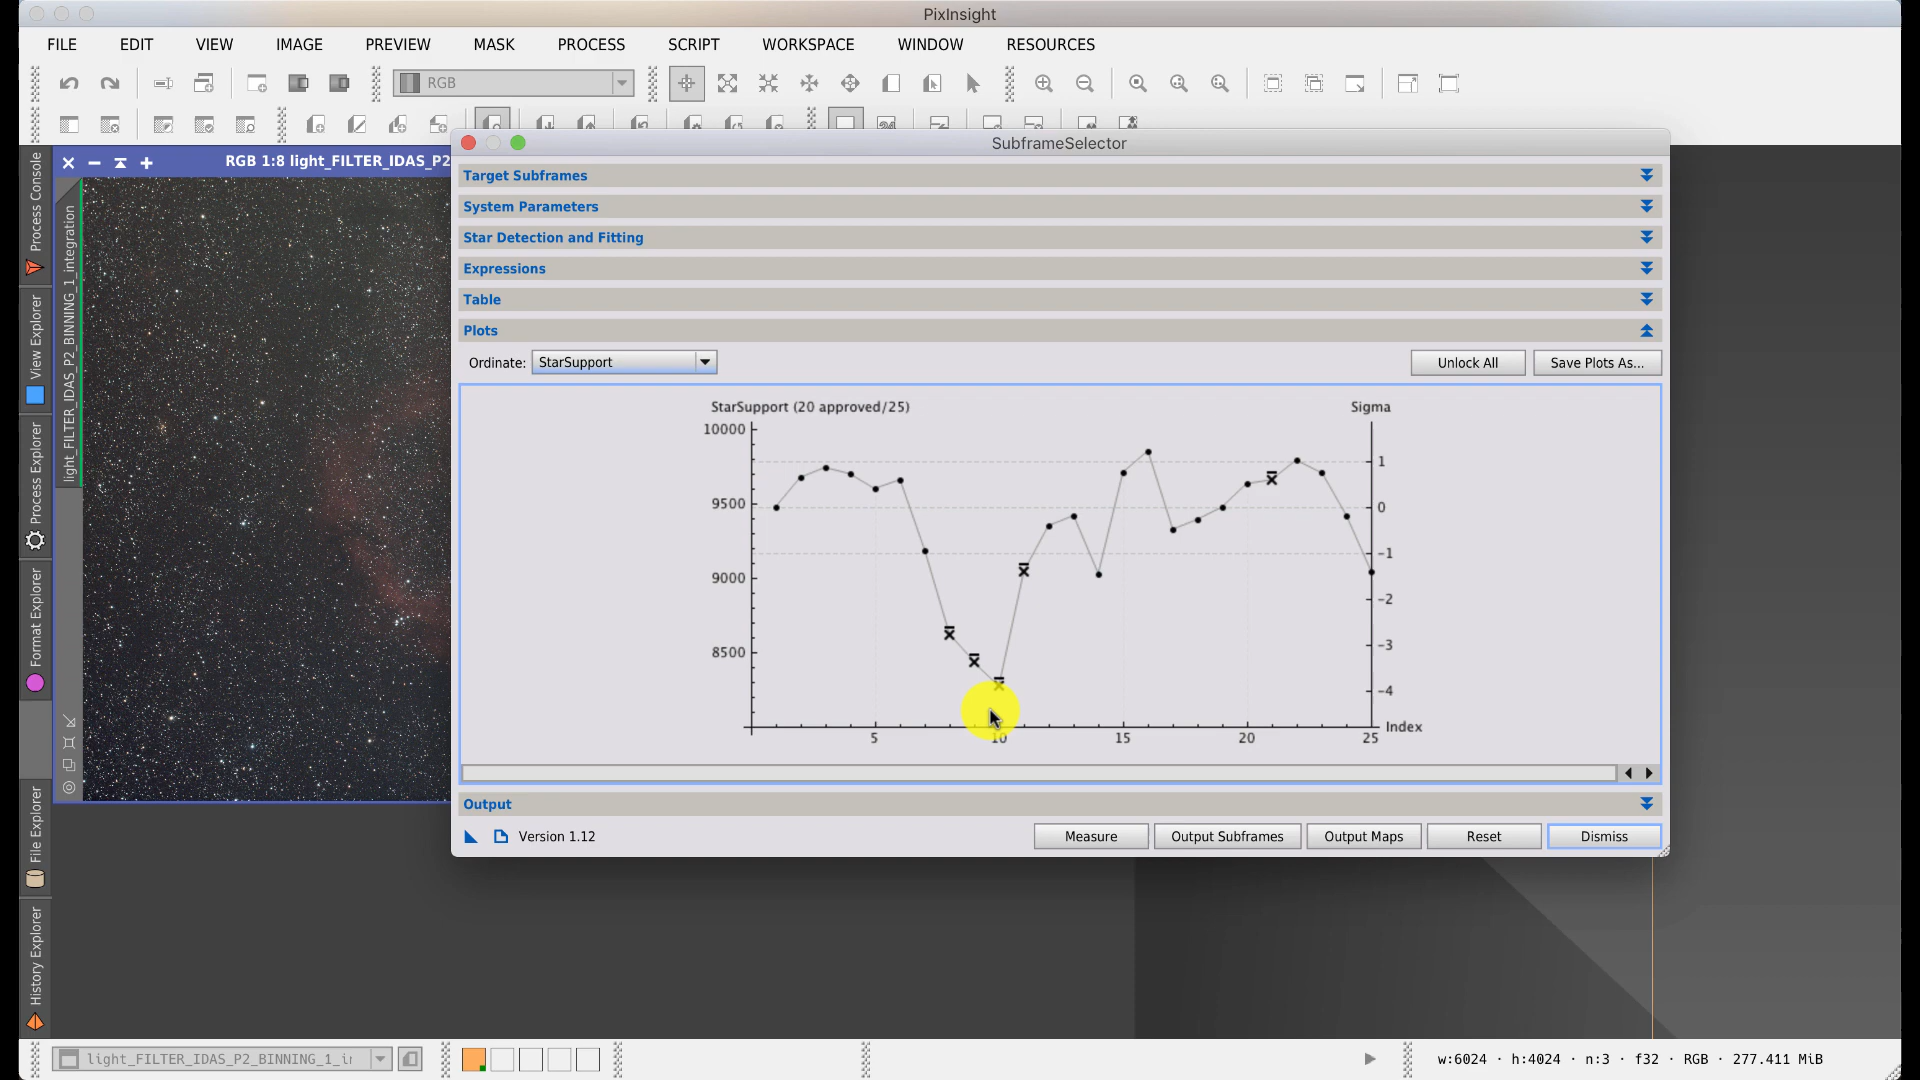 PixInsight
FILE EDIT VIEW IMAGE PREVIEW MASK PROCESS SCRIPT WORKSPACE WINDOW RESOURCES
RGB
SubframeSelector
RGB 1:8 light_FILTER_IDAS_P2
light_FILTER_IDAS_P2_BINNING_1_integration
Process Console
View Explorer
Process Explorer
Format Explorer
File Explorer
History Explorer
Target Subframes
System Parameters
Star Detection and Fitting
Expressions
Table
Plots
Ordinate: StarSupport Unlock All Save Plots As...
StarSupport (20 approved/25) Sigma
10000
9500
9000
8500
1
0
-1
-2
-3
-4
Index
5 10 15 20 25
Output
Version 1.12 Measure Output Subframes Output Maps Reset Dismiss
light_FILTER_IDAS_P2_BINNING_1_ir w:6024 · h:4024 · n:3 · f32 · RGB · 277.411 MiB